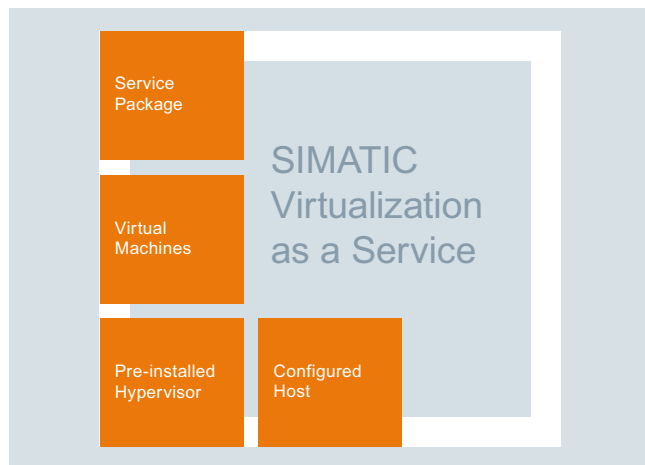 Service
Package
SIMATIC
Virtualization
as a Service
Virtual
Machines
Pre-installed
Hypervisor
Configured
Host